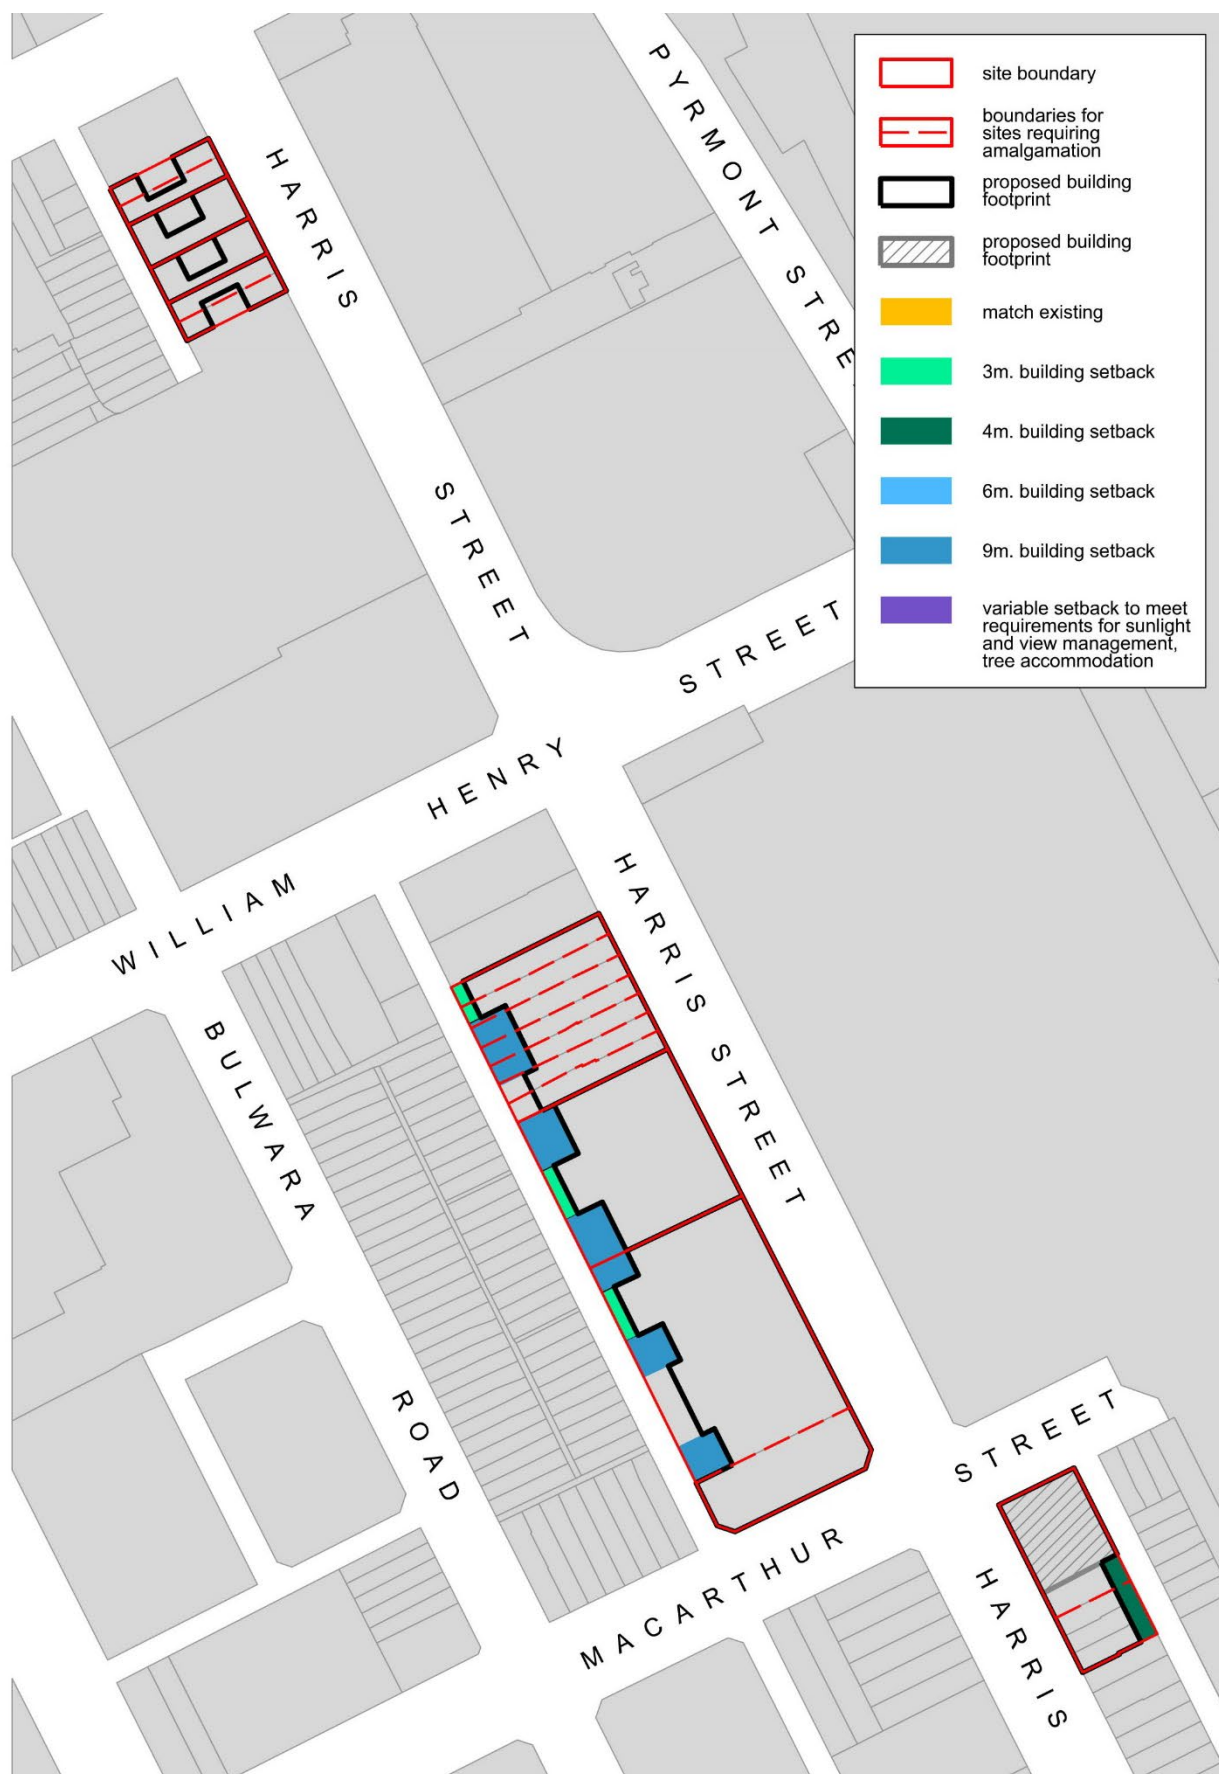 PYRMONT STRE
HARRIS
STREET
STREET
HENRY
WILLIAM
HARRIS STREET
BULWARA
ROAD
STREET
MACARTHUR
HARRIS
site boundary
boundaries for
sites requiring
amalgamation
proposed building
footprint
proposed building
footprint
match existing
3m. building setback
4m. building setback
6m. building setback
9m. building setback
variable setback to meet
requirements for sunlight
and view management,
tree accommodation